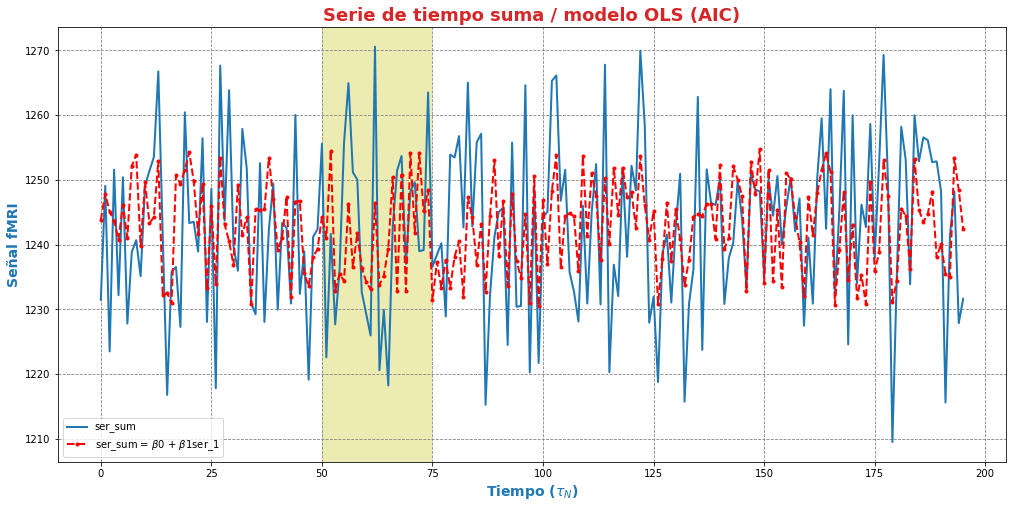 Serie de tiempo suma / modelo OLS (AIC)
Señal fMRI
1270
1260
1250
1240
1230
1220
1210
ser_sum
ser_sum = β0 + β1ser_1
0 25 50 75 100 125 150 175 200
Tiempo (τ_N)